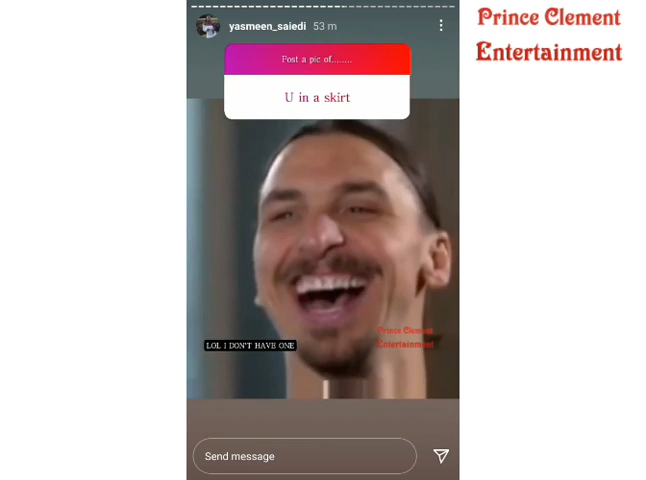 yasmeen_saiedi 53 m
Post a pic of........
U in a skirt
LOL I DON'T HAVE ONE
Prince Clement
Entertainment
Send message
Prince Clement
Entertainment